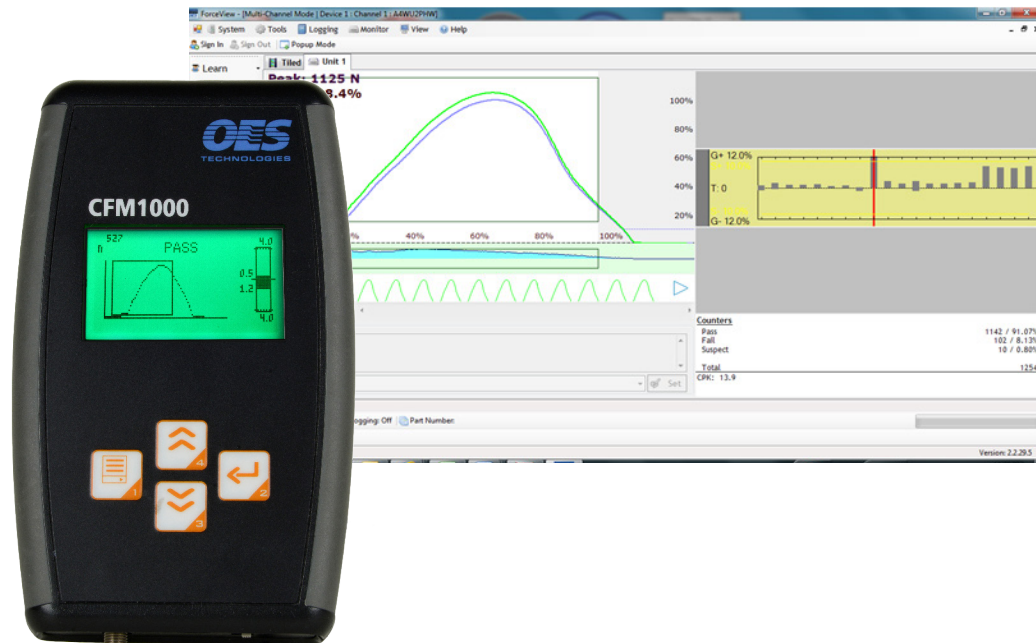 ForceView - [Multi-Channel Mode | Device 1 : Channel 1 : A4WU2PHW]
System Tools Logging Monitor View Help
Sign In Sign Out Popup Mode
Learn
Tiled Unit 1
Peak: 1125 N
8.4%
100%
80%
60%
40%
20%
40% 60% 80% 100%
G+ 12.0%
T: 0
G- 12.0%
Counters
Pass 1142 / 91.07%
Fail 102 / 8.13%
Suspect 10 / 0.80%
Total 1254
CPK: 13.9
Set
ogging: Off Part Number:
Version: 2.2.29.5
OES
TECHNOLOGIES
CFM1000
527
n
PASS
4.0
0.5
1.2
4.0
4
1
2
3